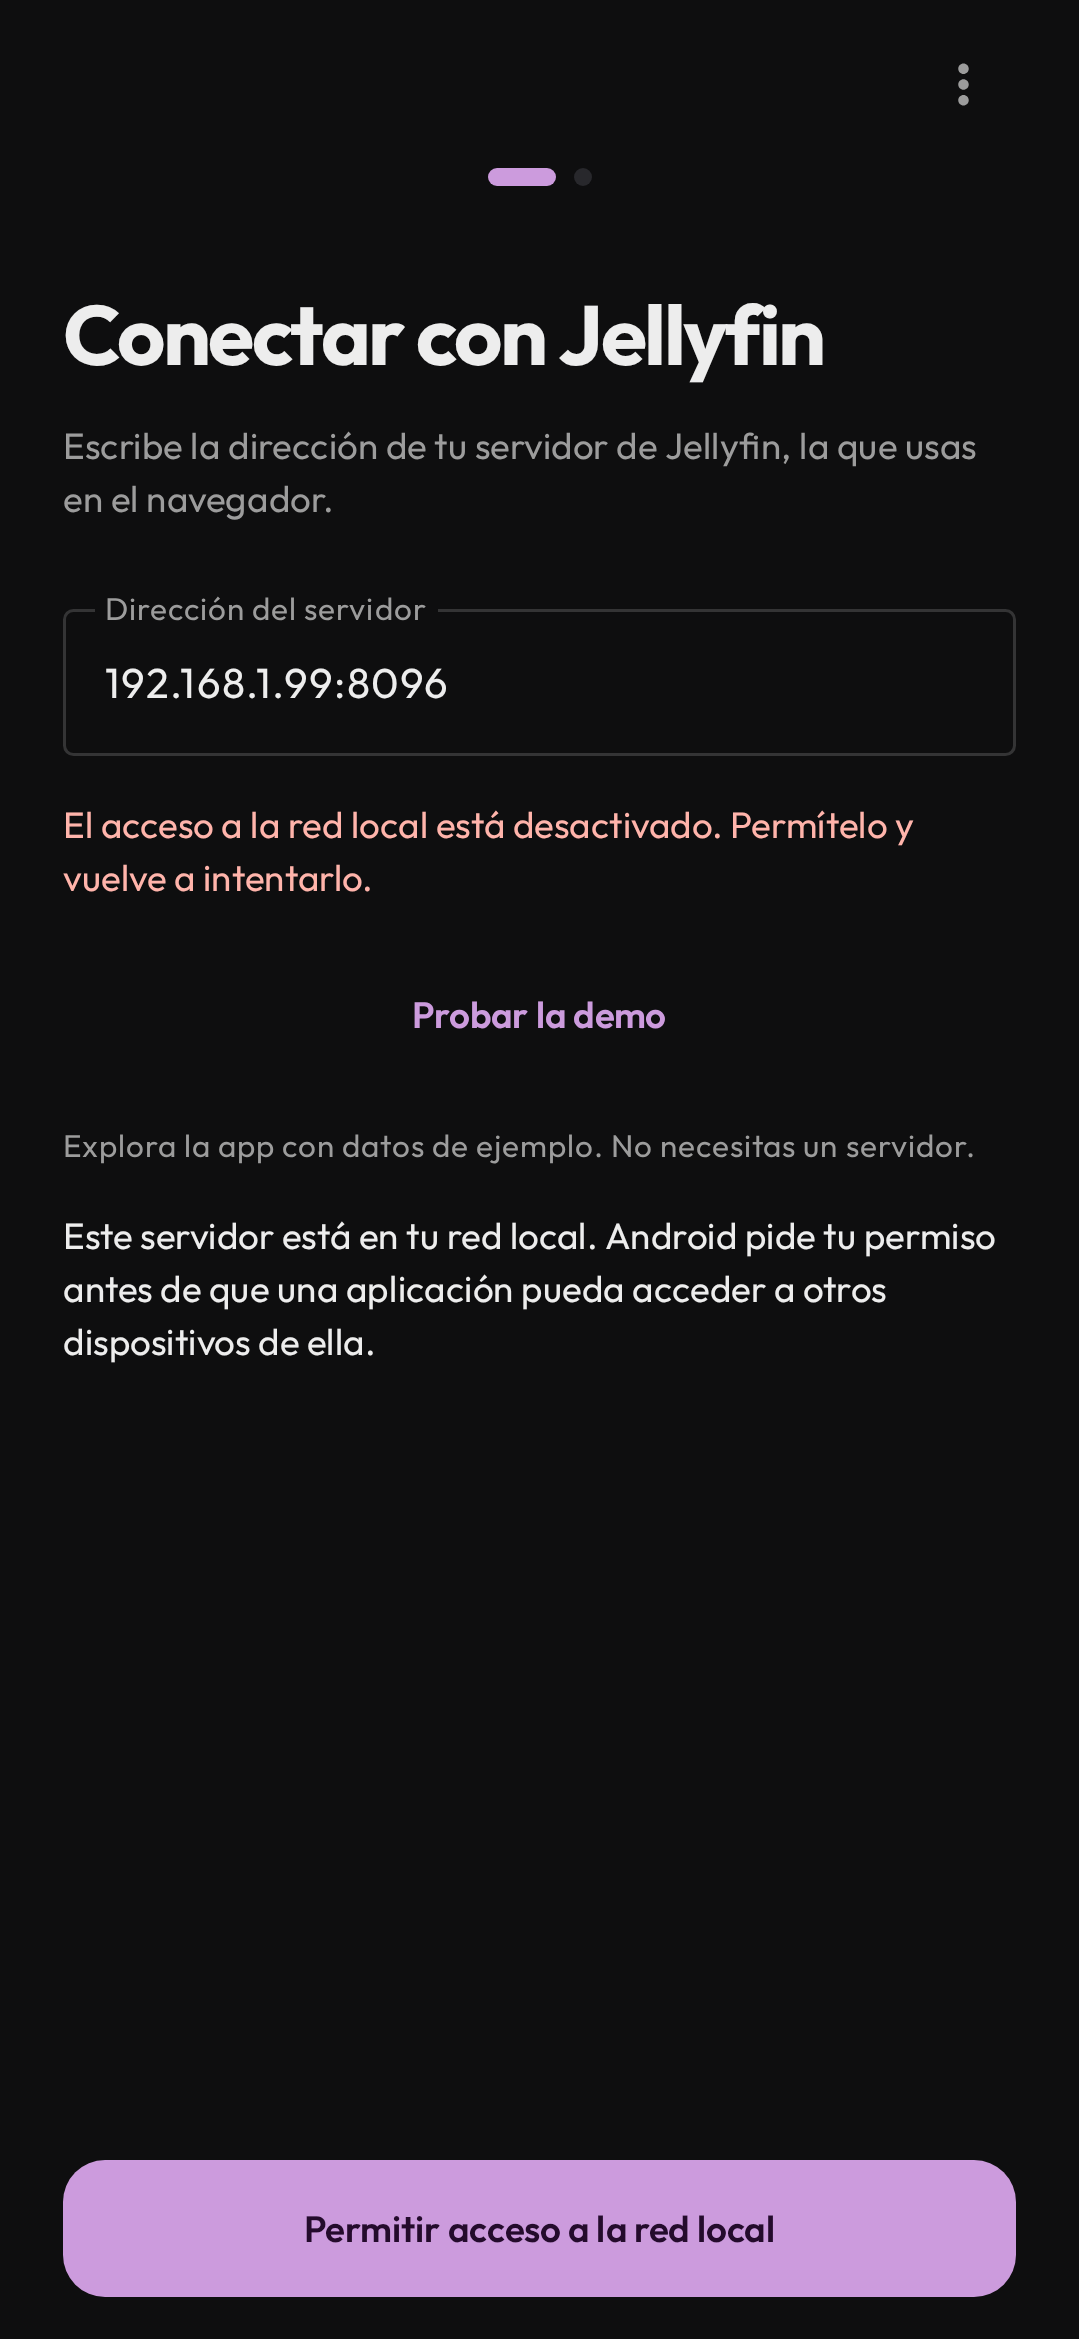 Conectar con Jellyfin
Escribe la dirección de tu servidor de Jellyfin, la que usas
en el navegador.
Dirección del servidor
192.168.1.99:8096
El acceso a la red local está desactivado. Permítelo y
vuelve a intentarlo.
Probar la demo
Explora la app con datos de ejemplo. No necesitas un servidor.
Este servidor está en tu red local. Android pide tu permiso
antes de que una aplicación pueda acceder a otros
dispositivos de ella.
Permitir acceso a la red local